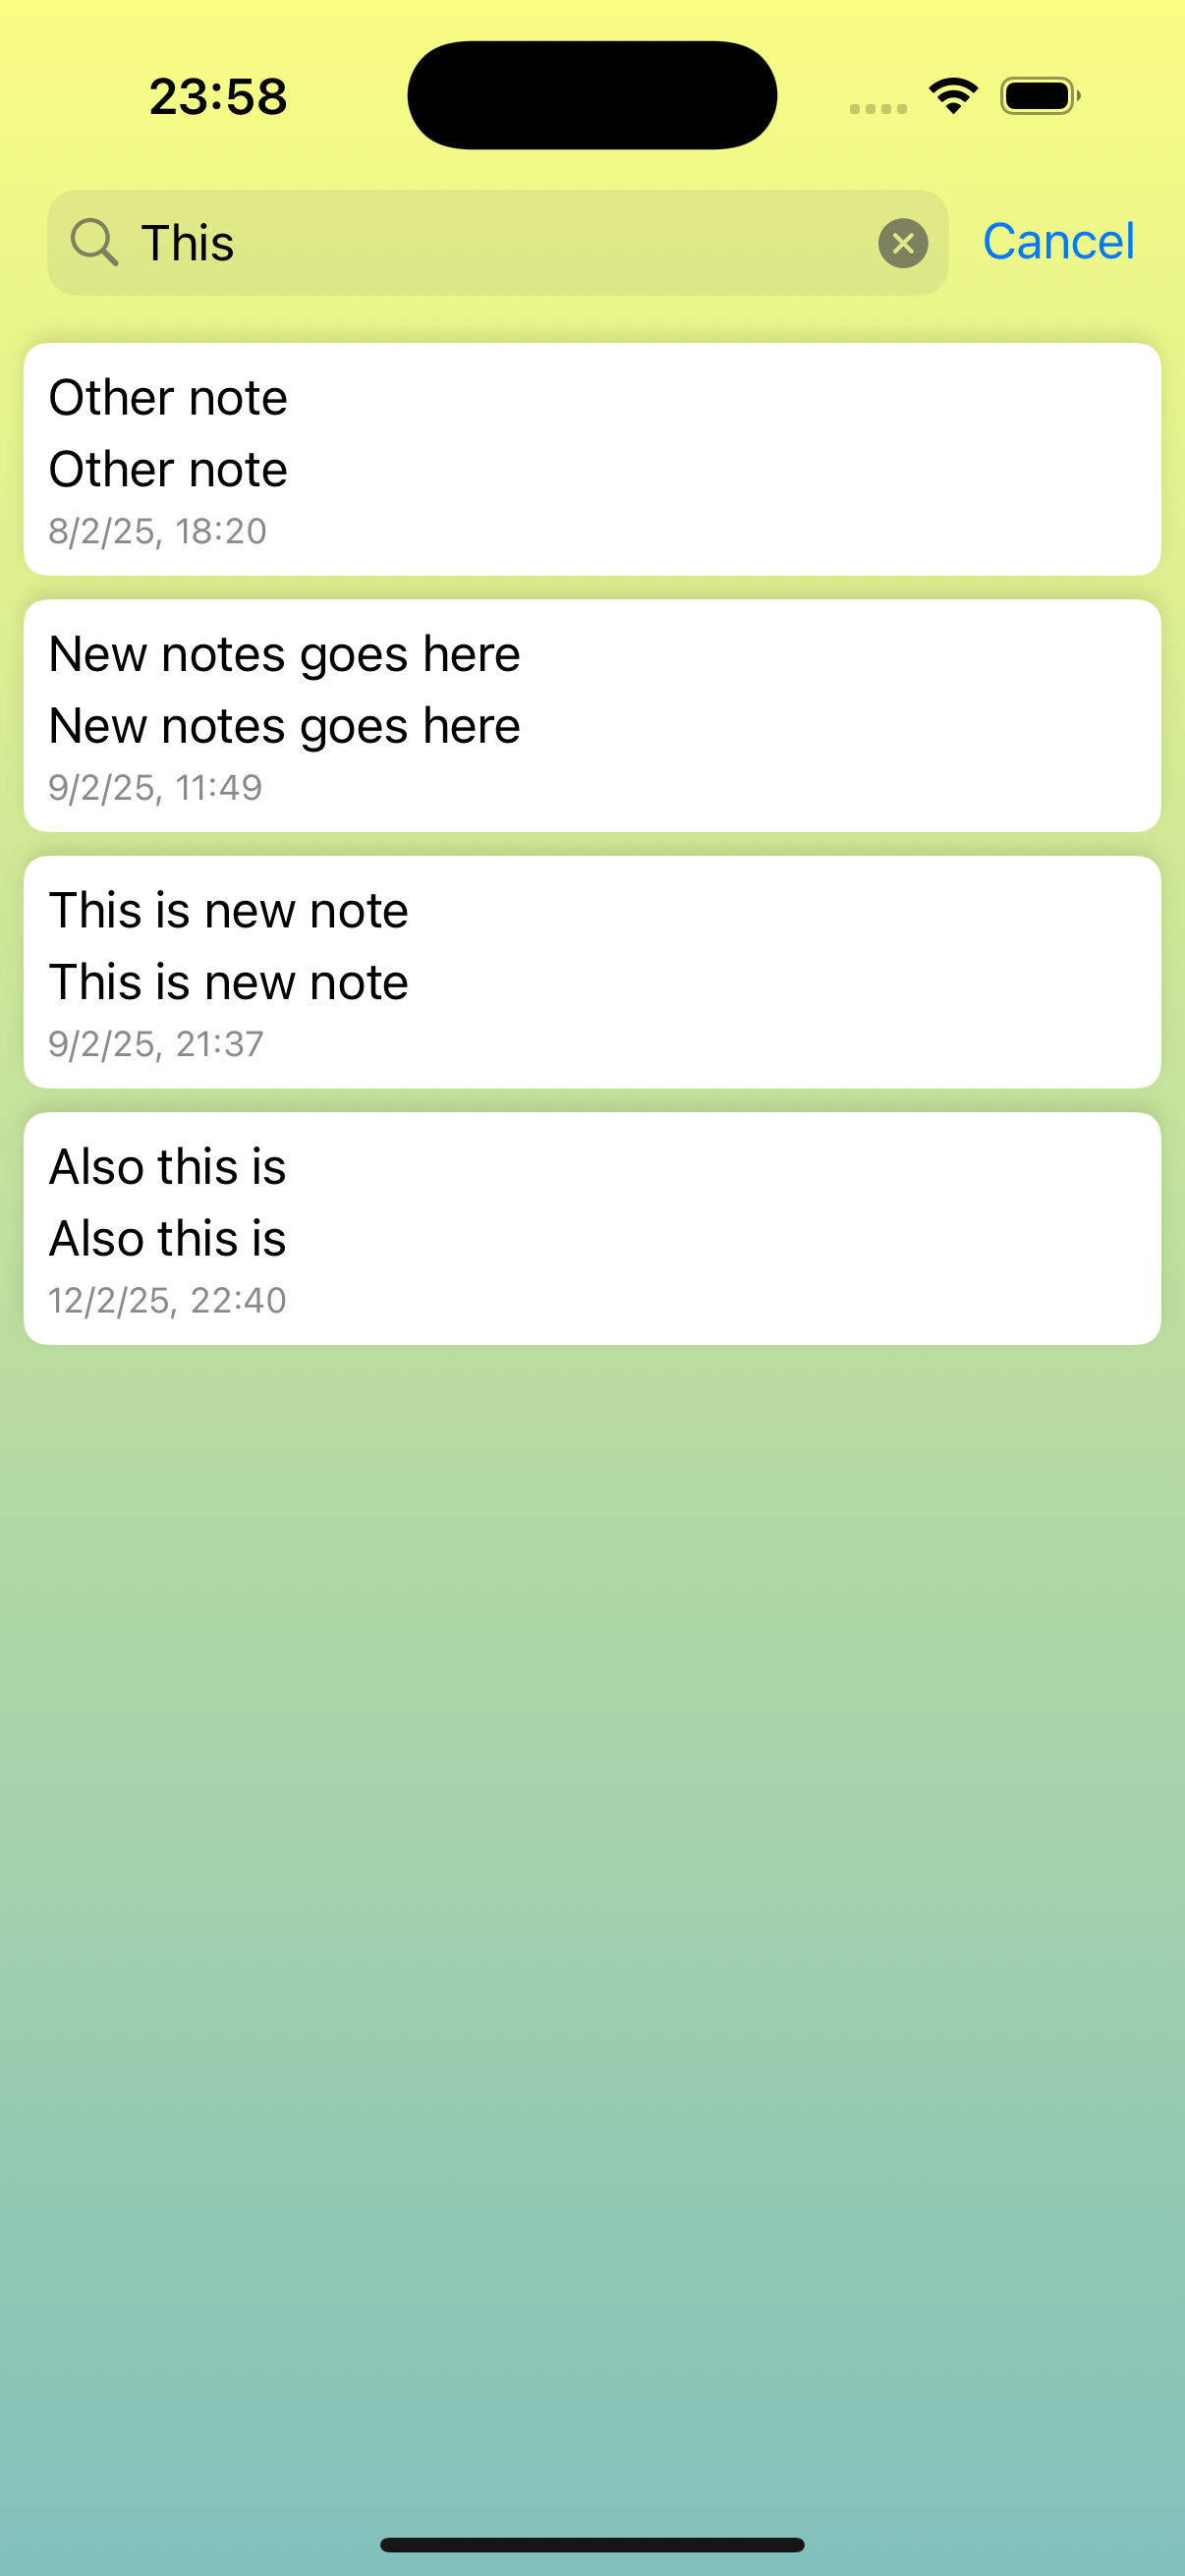 23:58
This
Cancel
Other note
Other note
8/2/25, 18:20
New notes goes here
New notes goes here
9/2/25, 11:49
This is new note
This is new note
9/2/25, 21:37
Also this is
Also this is
12/2/25, 22:40